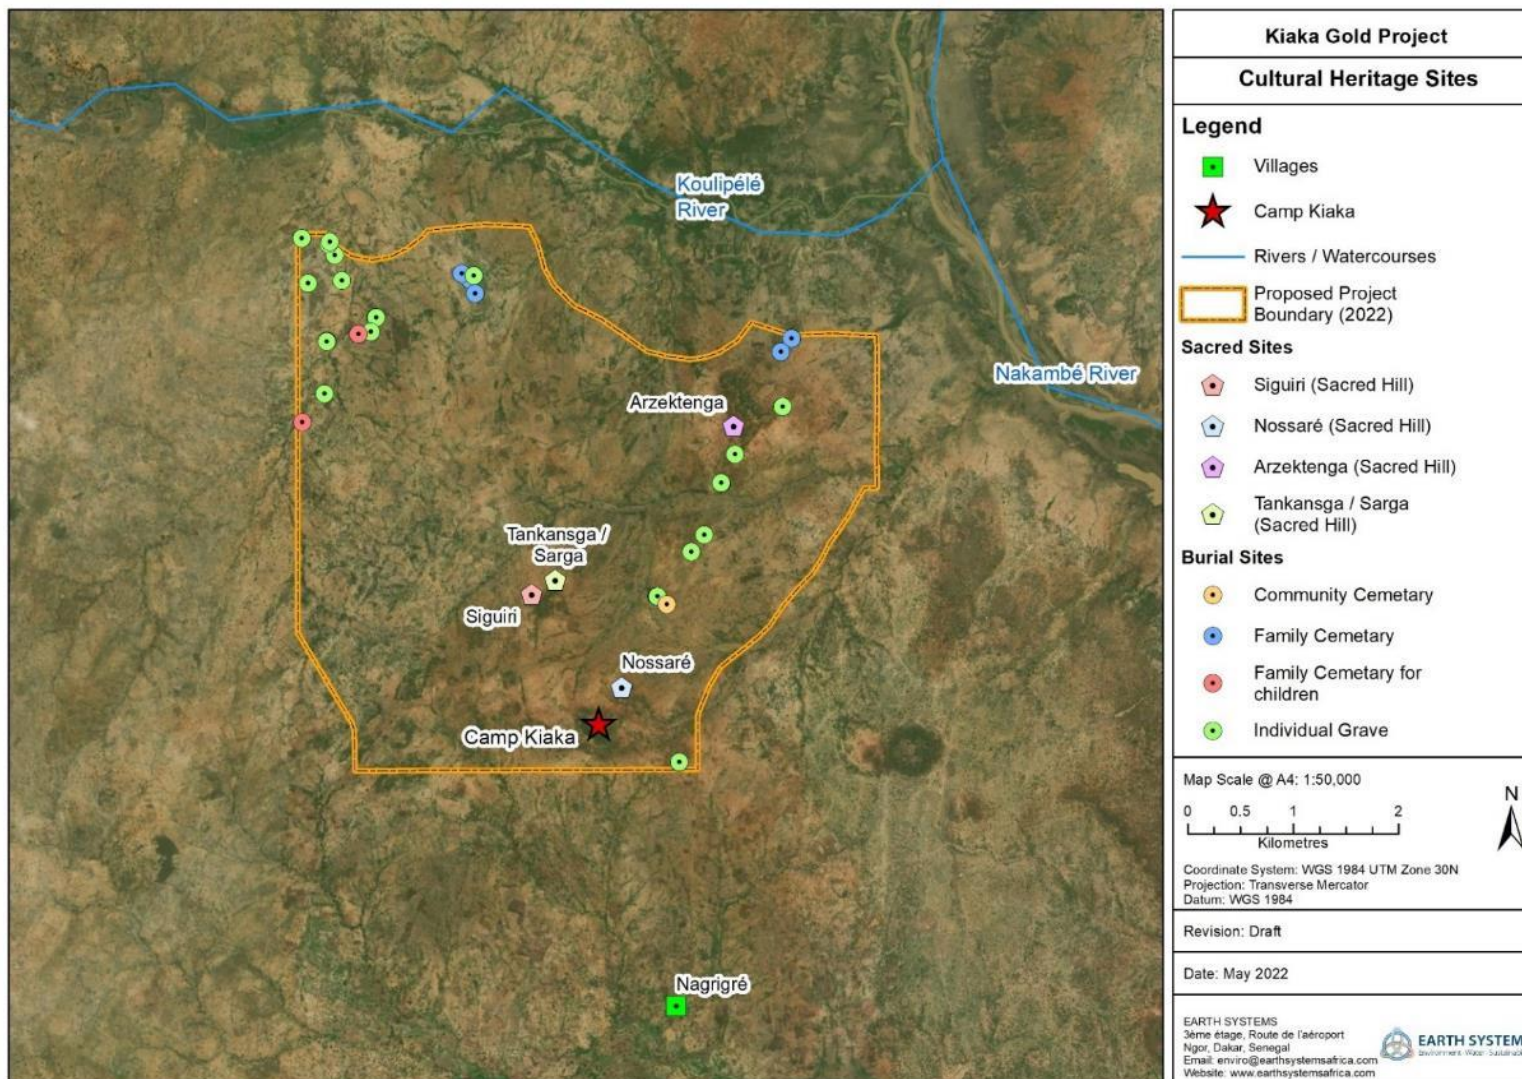 Koulipélé
River
Nakambé River
Arzektenga
Tankansga /
Sarga
Siguiri
Nossaré
Camp Kiaka
Nagrigré
Kiaka Gold Project
Cultural Heritage Sites
Legend
Villages
Camp Kiaka
Rivers / Watercourses
Proposed Project
Boundary (2022)
Sacred Sites
Siguiri (Sacred Hill)
Nossaré (Sacred Hill)
Arzektenga (Sacred Hill)
Tankansga / Sarga
(Sacred Hill)
Burial Sites
Community Cemetary
Family Cemetary
Family Cemetary for
children
Individual Grave
Map Scale @ A4: 1:50,000
N
0 0.5 1 2
Kilometres
Coordinate System: WGS 1984 UTM Zone 30N
Projection: Transverse Mercator
Datum: WGS 1984
Revision: Draft
Date: May 2022
EARTH SYSTEMS
3ème étage, Route de l'aéroport
Ngor, Dakar, Senegal
Email: enviro@earthsystemsafrica.com
Website: www.earthsystemsafrica.com
EARTH SYSTEM
Environment · Water ·